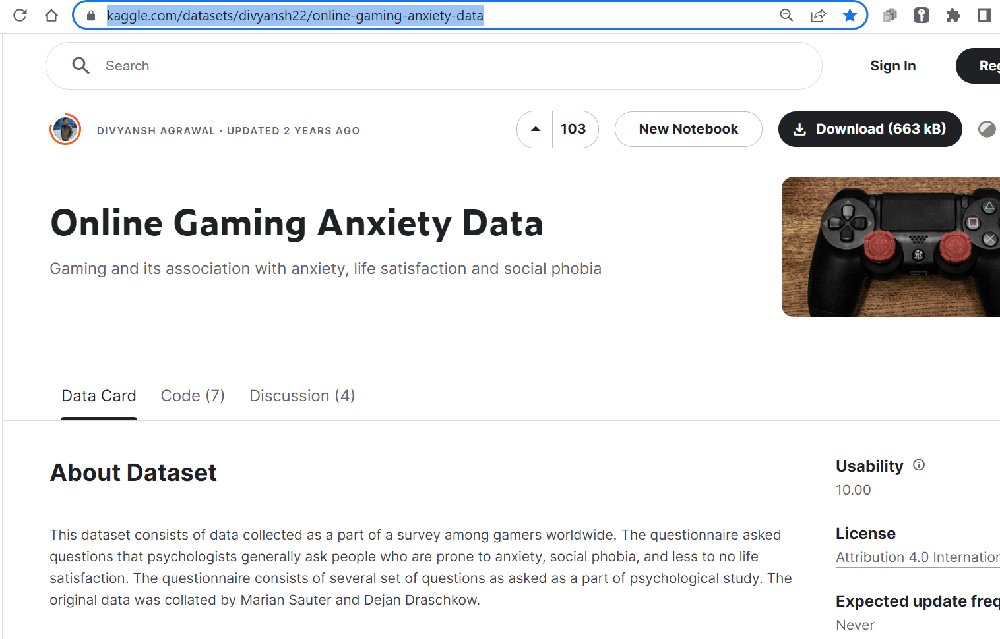 kaggle.com/datasets/divyansh22/online-gaming-anxiety-data
Search
Sign In
DIVYANSH AGRAWAL · UPDATED 2 YEARS AGO
103
New Notebook
Download (663 kB)
Online Gaming Anxiety Data
Gaming and its association with anxiety, life satisfaction and social phobia
Data Card
Code (7)
Discussion (4)
About Dataset
This dataset consists of data collected as a part of a survey among gamers worldwide. The questionnaire asked
questions that psychologists generally ask people who are prone to anxiety, social phobia, and less to no life
satisfaction. The questionnaire consists of several set of questions as asked as a part of psychological study. The
original data was collated by Marian Sauter and Dejan Draschkow.
Usability
10.00
License
Attribution 4.0
Expected update
Never